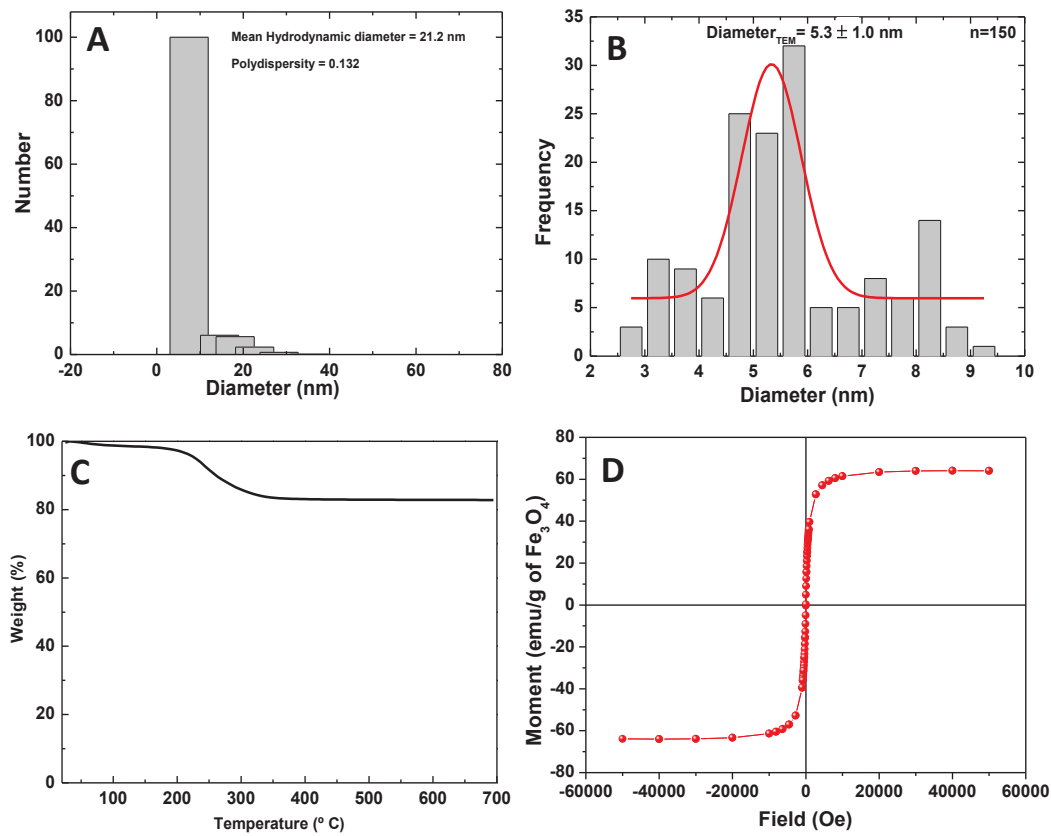 A
Mean Hydrodynamic diameter = 21.2 nm
Polydispersity = 0.132
Number
100
80
60
40
20
0
-20 0 20 40 60 80
Diameter (nm)
B
Diameter_TEM = 5.3 ± 1.0 nm n=150
Frequency
35
30
25
20
15
10
5
0
2 3 4 5 6 7 8 9 10
Diameter (nm)
C
Weight (%)
100
80
60
40
20
0
100 200 300 400 500 600 700
Temperature (º C)
D
Moment (emu/g of Fe₃O₄)
80
60
40
20
0
-20
-40
-60
-80
-60000 -40000 -20000 0 20000 40000 60000
Field (Oe)